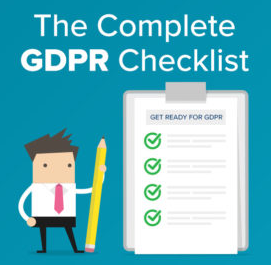 The Complete
GDPR Checklist
GET READY FOR GDPR